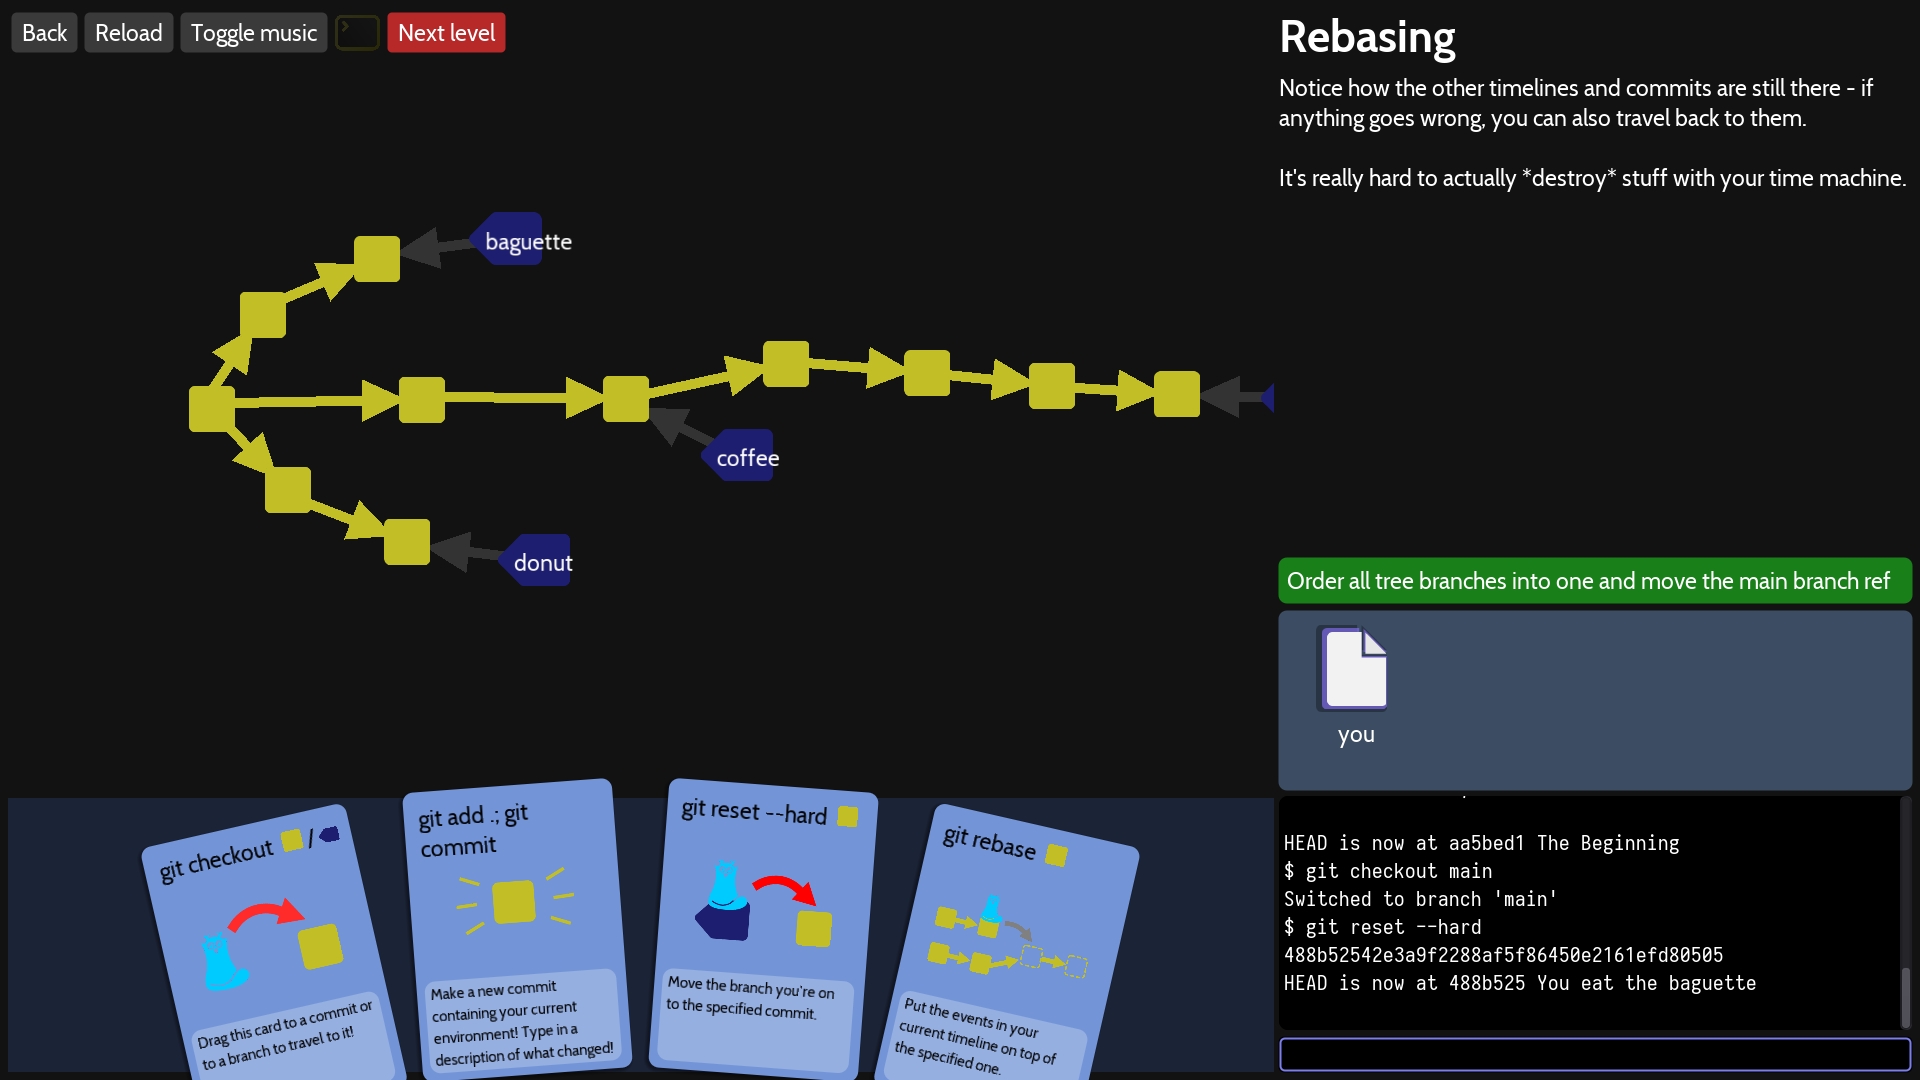 Back
Reload
Toggle music
Next level
Rebasing
Notice how the other timelines and commits are still there - if
anything goes wrong, you can also travel back to them.
It's really hard to actually *destroy* stuff with your time machine.
baguette
coffee
donut
Order all tree branches into one and move the main branch ref
you
git checkout /
Drag this card to a commit or
to a branch to travel to it!
git add .; git
commit
Make a new commit
containing your current
environment! Type in a
description of what changed!
git reset --hard
Move the branch you're on
to the specified commit.
git rebase
Put the events in your
current timeline on top of
the specified one.
HEAD is now at aa5bed1 The Beginning
$ git checkout main
Switched to branch 'main'
$ git reset --hard
488b52542e3a9f2288af5f86450e2161efd80505
HEAD is now at 488b525 You eat the baguette